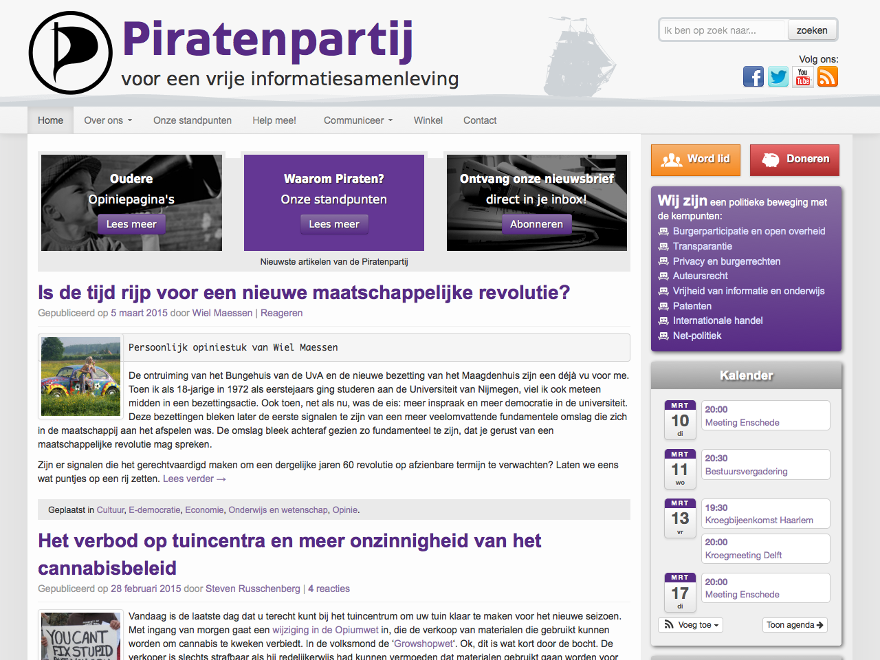 Piratenpartij
voor een vrije informatiesamenleving
Ik ben op zoek naar...
zoeken
Volg ons:
You
Tube
Home
Over ons
Onze standpunten
Help mee!
Communiceer
Winkel
Contact
Oudere
Opiniepagina's
Lees meer
Waarom Piraten?
Onze standpunten
Lees meer
Ontvang onze nieuwsbrief
direct in je inbox!
Abonneren
Nieuwste artikelen van de Piratenpartij
Is de tijd rijp voor een nieuwe maatschappelijke revolutie?
Gepubliceerd op 5 maart 2015 door Wiel Maessen | Reageren
Persoonlijk opiniestuk van Wiel Maessen
De ontruiming van het Bungehuis van de UvA en de nieuwe bezetting van het Maagdenhuis zijn een déjà vu voor me.
Toen ik als 18-jarige in 1972 als eerstejaars ging studeren aan de Universiteit van Nijmegen, viel ik ook meteen
midden in een bezettingsactie. Ook toen, net als nu, was de eis: meer inspraak en meer democratie in de universiteit.
Deze bezettingen bleken later de eerste signalen te zijn van een meer veelomvattende fundamentele omslag die zich
in de maatschappij aan het afspelen was. De omslag bleek achteraf gezien zo fundamenteel te zijn, dat je gerust van een
maatschappelijke revolutie mag spreken.
Zijn er signalen die het gerechtvaardigd maken om een dergelijke jaren 60 revolutie op afzienbare termijn te verwachten? Laten we eens
wat puntjes op een rij zetten. Lees verder →
Geplaatst in Cultuur, E-democratie, Economie, Onderwijs en wetenschap, Opinie.
Het verbod op tuincentra en meer onzinnigheid van het
cannabisbeleid
Gepubliceerd op 28 februari 2015 door Steven Russchenberg | 4 reacties
YOU CANT
FIX STUPID
Vandaag is de laatste dag dat u terecht kunt bij het tuincentrum om uw tuin klaar te maken voor het nieuwe seizoen.
Met ingang van morgen gaat een wijziging in de Opiumwet in, die de verkoop van materialen die gebruikt kunnen
worden om cannabis te kweken verbiedt. In de volksmond de 'Growshopwet'. Ok, dit is wat kort door de bocht. De
verkoper is slechts strafbaar als hij redelijkerwijs had kunnen vermoeden dat materialen gebruikt gaan worden voor
Word lid
Doneren
Wij zijn een politieke beweging met
de kernpunten:
Burgerparticipatie en open overheid
Transparantie
Privacy en burgerrechten
Auteursrecht
Vrijheid van informatie en onderwijs
Patenten
Internationale handel
Net-politiek
Kalender
MRT
10
di
20:00
Meeting Enschede
MRT
11
wo
20:30
Bestuursvergadering
MRT
13
vr
19:30
Kroegbijeenkomst Haarlem
20:00
Kroegmeeting Delft
MRT
17
di
20:00
Meeting Enschede
Voeg toe
Toon agenda